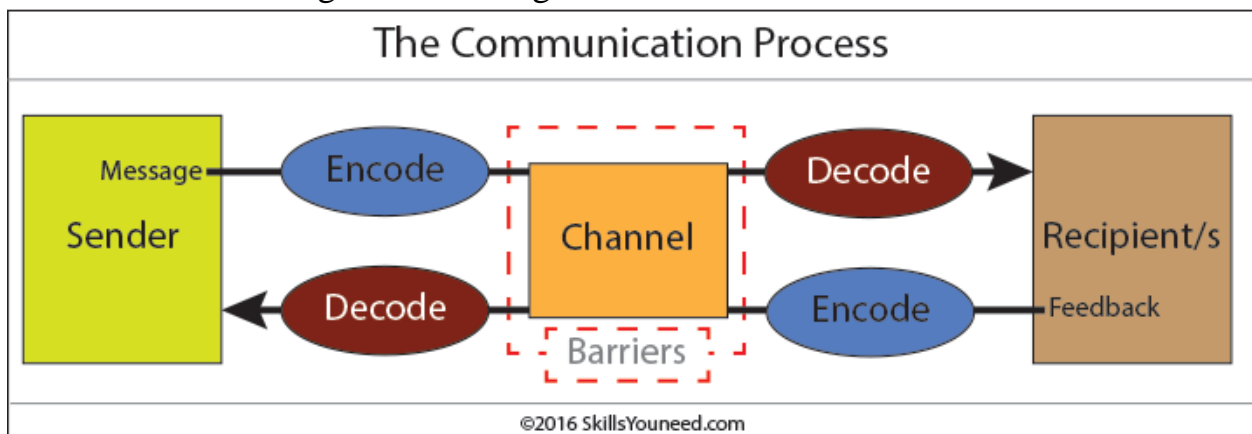 The Communication Process
Message
Encode
Decode
Sender
Channel
Recipient/s
Decode
Encode
Feedback
Barriers
©2016 SkillsYouneed.com